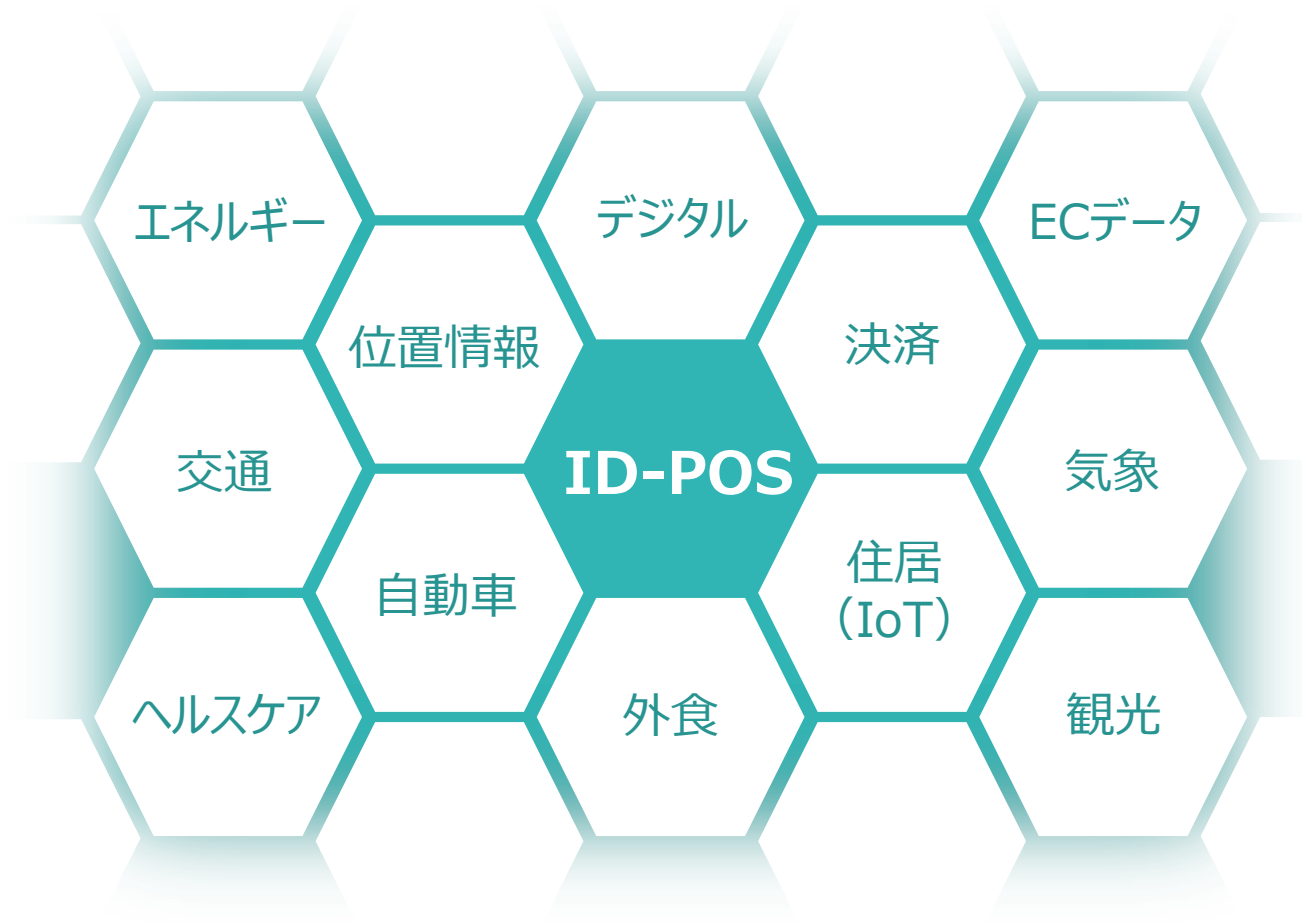 エネルギー
デジタル
ECデータ
位置情報
決済
交通
ID-POS
気象
自動車
住居
（IoT）
ヘルスケア
外食
観光